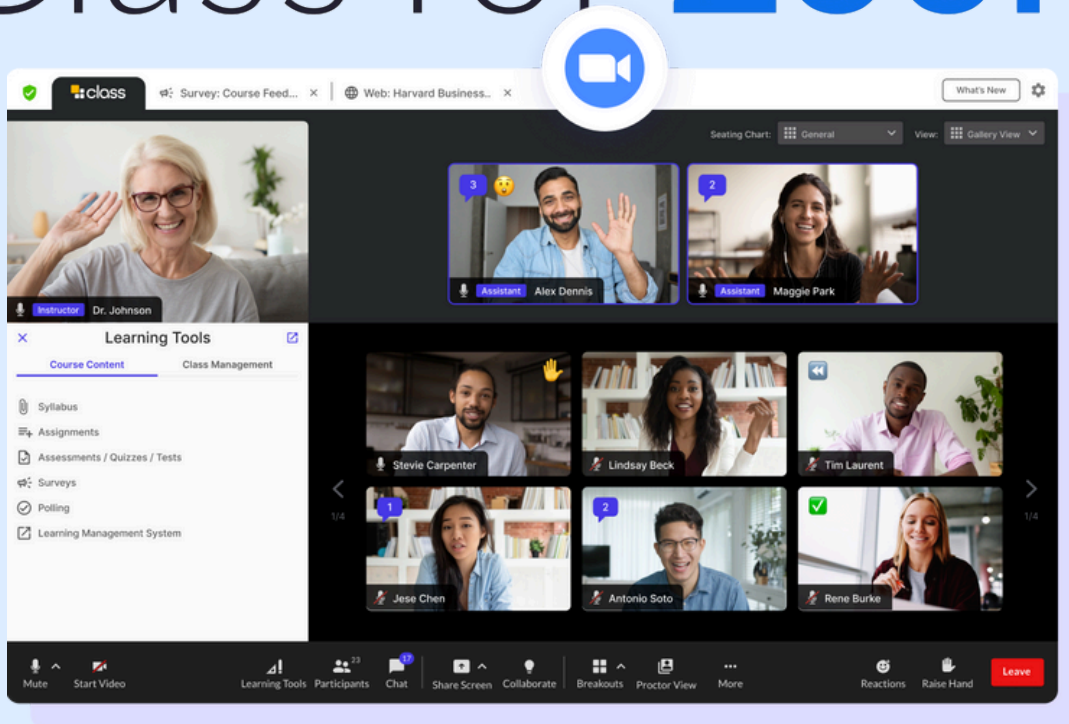 Class for Zoom
class
Survey: Course Feed... ×
Web: Harvard Business.. ×
What's New
Seating Chart:
General
View:
Gallery View
3
2
Instructor
Dr. Johnson
Assistant
Alex Dennis
Assistant
Maggie Park
Learning Tools
Course Content
Class Management
Syllabus
Assignments
Assessments / Quizzes / Tests
Surveys
Polling
Learning Management System
Stevie Carpenter
Lindsay Beck
Tim Laurent
1/4
1
2
1/4
Jese Chen
Antonio Soto
Rene Burke
Mute
Start Video
Learning Tools
23
Participants
17
Chat
Share Screen
Collaborate
Breakouts
Proctor View
More
Reactions
Raise Hand
Leave